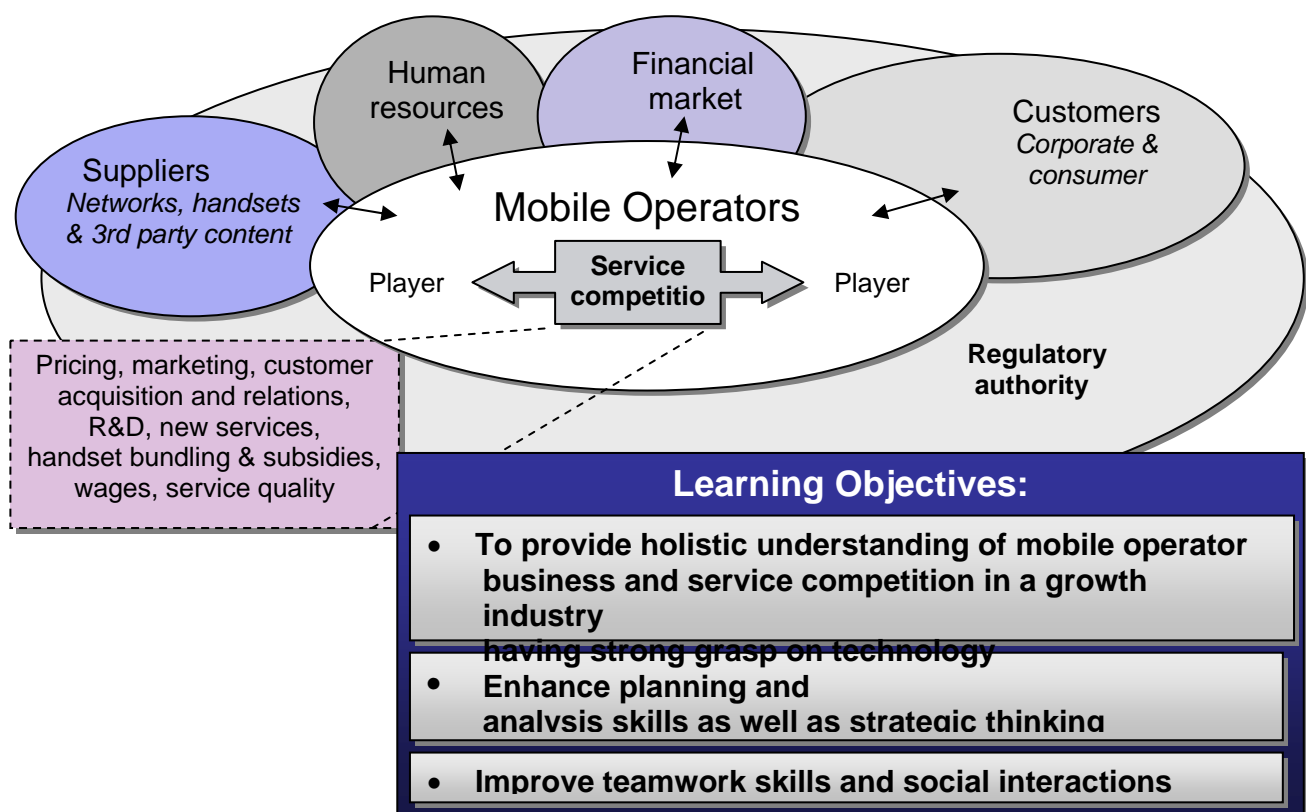 Human
resources
Financial
market
Customers
Corporate &
consumer
Suppliers
Networks, handsets
& 3rd party content
Mobile Operators
Player
Service
competitio
Player
Regulatory
authority
Pricing, marketing, customer
acquisition and relations,
R&D, new services,
handset bundling & subsidies,
wages, service quality
Learning Objectives:
• To provide holistic understanding of mobile operator
business and service competition in a growth
industry
having strong grasp on technology
• Enhance planning and
analysis skills as well as strategic thinking
• Improve teamwork skills and social interactions